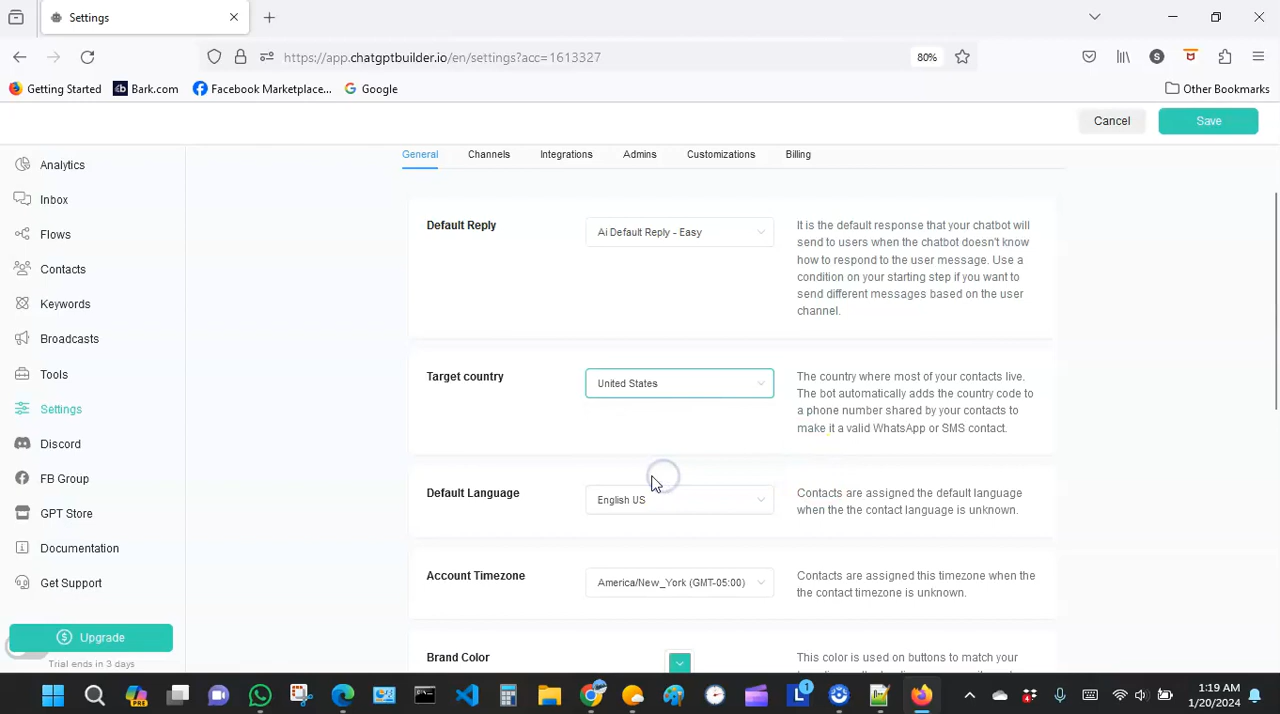 Settings
https://app.chatgptbuilder.io/en/settings?acc=1613327
80%
S
Getting Started
b
Bark.com
Facebook Marketplace...
Google
Other Bookmarks
Cancel
Save
General
Channels
Integrations
Admins
Customizations
Billing
Analytics
Inbox
Flows
Contacts
Keywords
Broadcasts
Tools
Settings
Discord
FB Group
GPT Store
Documentation
Get Support
Upgrade
Trial ends in 3 days
Default Reply
Ai Default Reply - Easy
It is the default response that your chatbot will
send to users when the chatbot doesn't know
how to respond to the user message. Use a
condition on your starting step if you want to
send different messages based on the user
channel.
Target country
United States
The country where most of your contacts live.
The bot automatically adds the country code to
a phone number shared by your contacts to
make it a valid WhatsApp or SMS contact.
Default Language
English US
Contacts are assigned the default language
when the the contact language is unknown.
Account Timezone
America/New_York (GMT-05:00)
Contacts are assigned this timezone when the
the contact timezone is unknown.
Brand Color
This color is used on buttons to match your
PRE
1:19 AM
1/20/2024